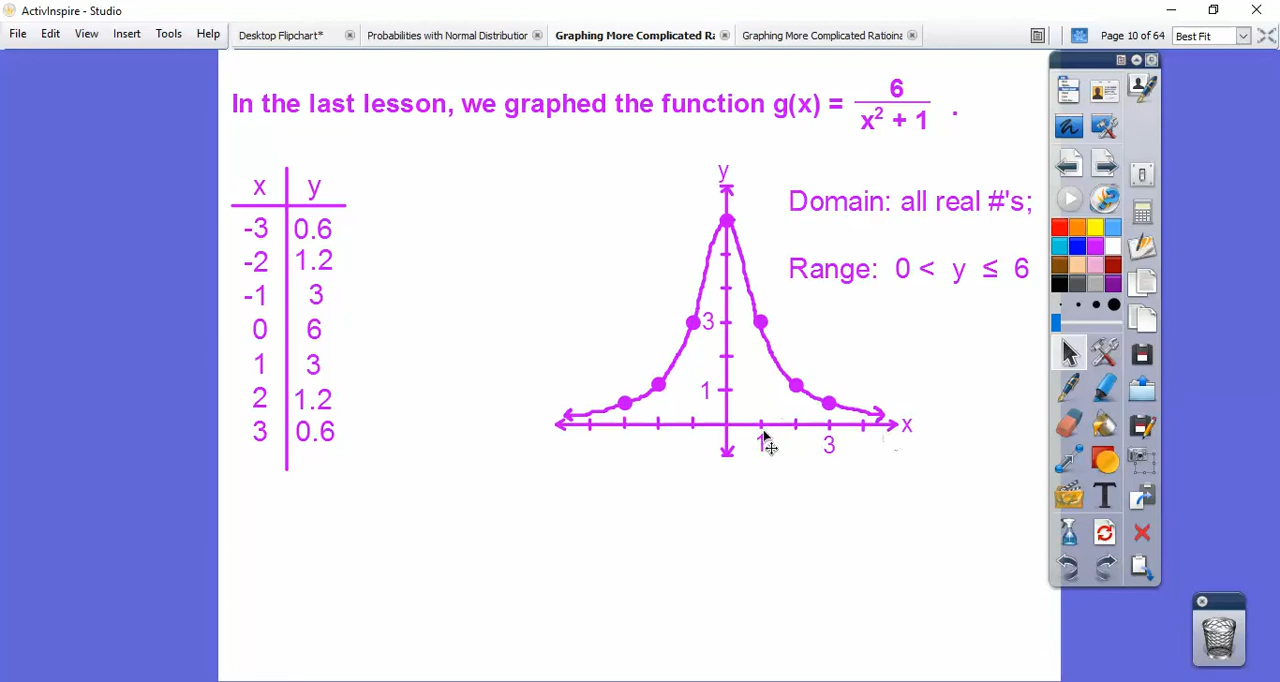 ActivInspire - Studio
File Edit View Insert Tools Help
Desktop Flipchart*
Probabilities with Normal Distribution
Graphing More Complicated Ra
Graphing More Complicated Rationa
Page 10 of 64
Best Fit
In the last lesson, we graphed the function g(x) = 6 / x² + 1 .
x y
-3 0.6
-2 1.2
-1 3
0 6
1 3
2 1.2
3 0.6
y
3
1
x
1 3
Domain: all real #'s;
Range: 0 < y ≤ 6
T